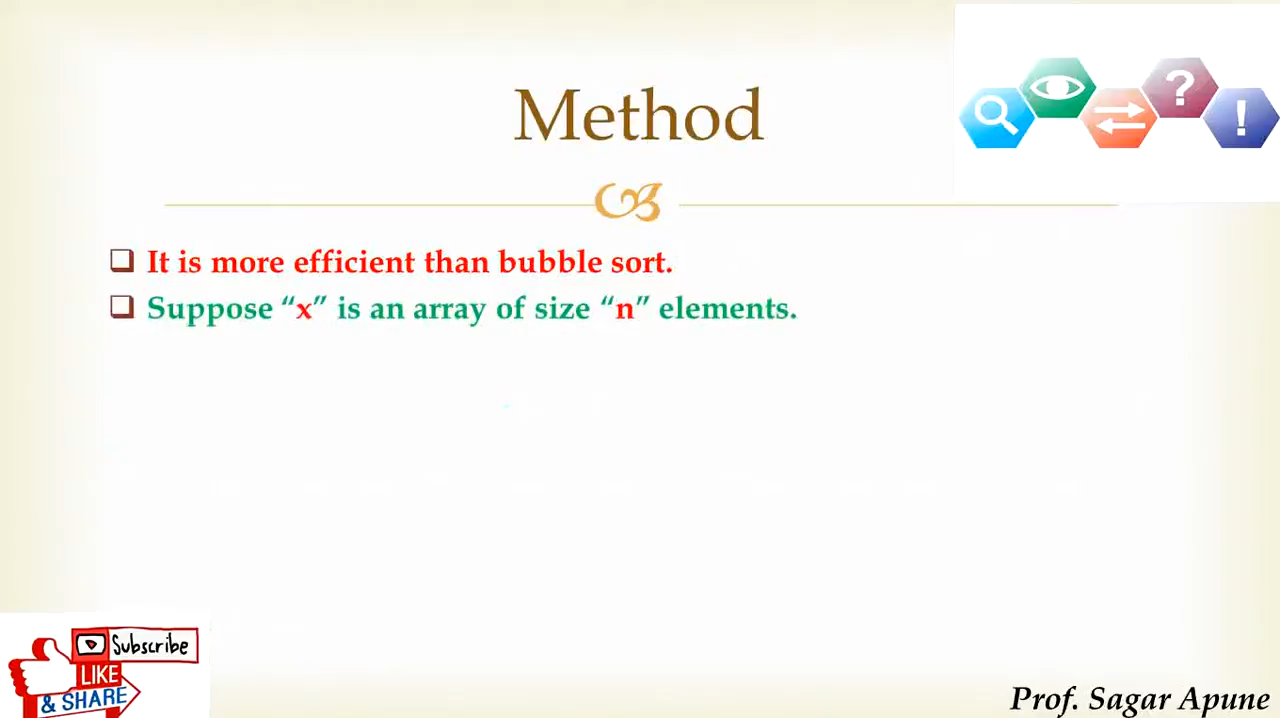 Method
It is more efficient than bubble sort.
Suppose “x” is an array of size “n” elements.
Subscribe
LIKE
& SHARE
Prof. Sagar Apune